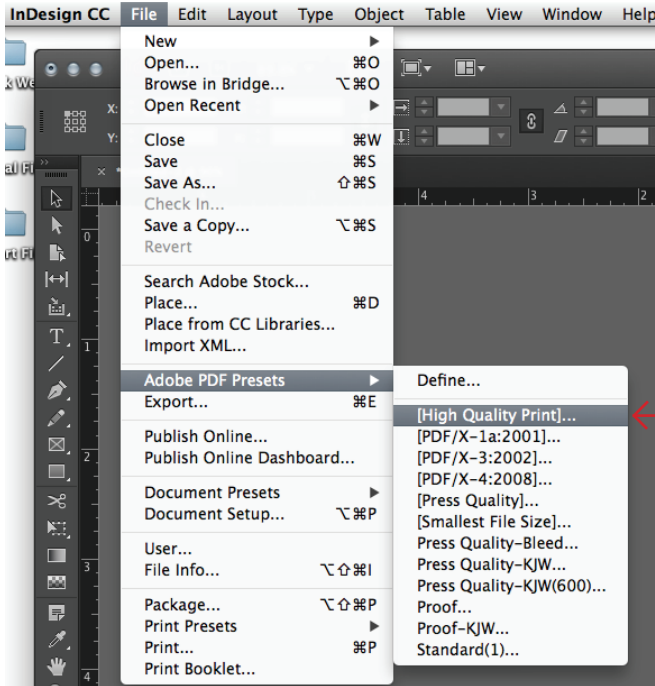 InDesign CC File Edit Layout Type Object Table View Window Help
New
Open... ⌘O
Browse in Bridge... ⌥⌘O
Open Recent
Close ⌘W
Save ⌘S
Save As... ⇧⌘S
Check In...
Save a Copy... ⌥⌘S
Revert
Search Adobe Stock...
Place... ⌘D
Place from CC Libraries...
Import XML...
Adobe PDF Presets
Export... ⌘E
Publish Online...
Publish Online Dashboard...
Document Presets
Document Setup... ⌥⌘P
User...
File Info... ⌥⇧⌘I
Package... ⌥⇧⌘P
Print Presets
Print... ⌘P
Print Booklet...
Define...
[High Quality Print]...
[PDF/X-1a:2001]...
[PDF/X-3:2002]...
[PDF/X-4:2008]...
[Press Quality]...
[Smallest File Size]...
Press Quality-Bleed...
Press Quality-KJW...
Press Quality-KJW(600)...
Proof...
Proof-KJW...
Standard(1)...
X:
Y:
4 3 2
0
1
2
3
4